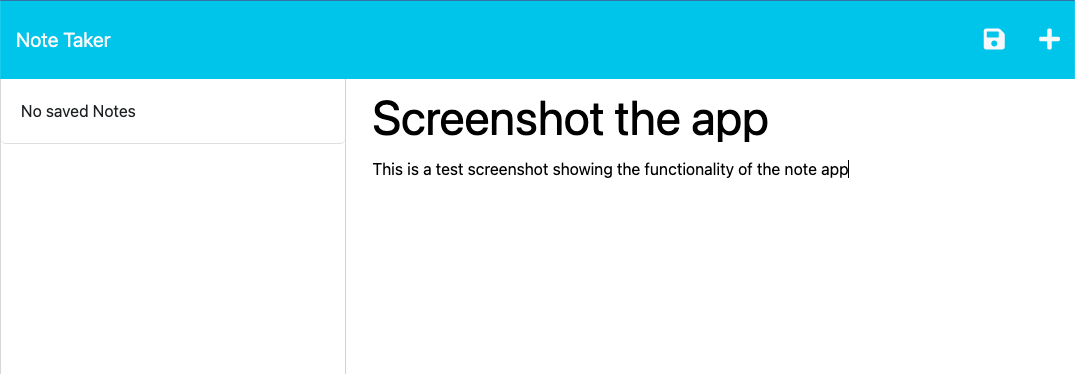 Note Taker
No saved Notes
Screenshot the app
This is a test screenshot showing the functionality of the note app